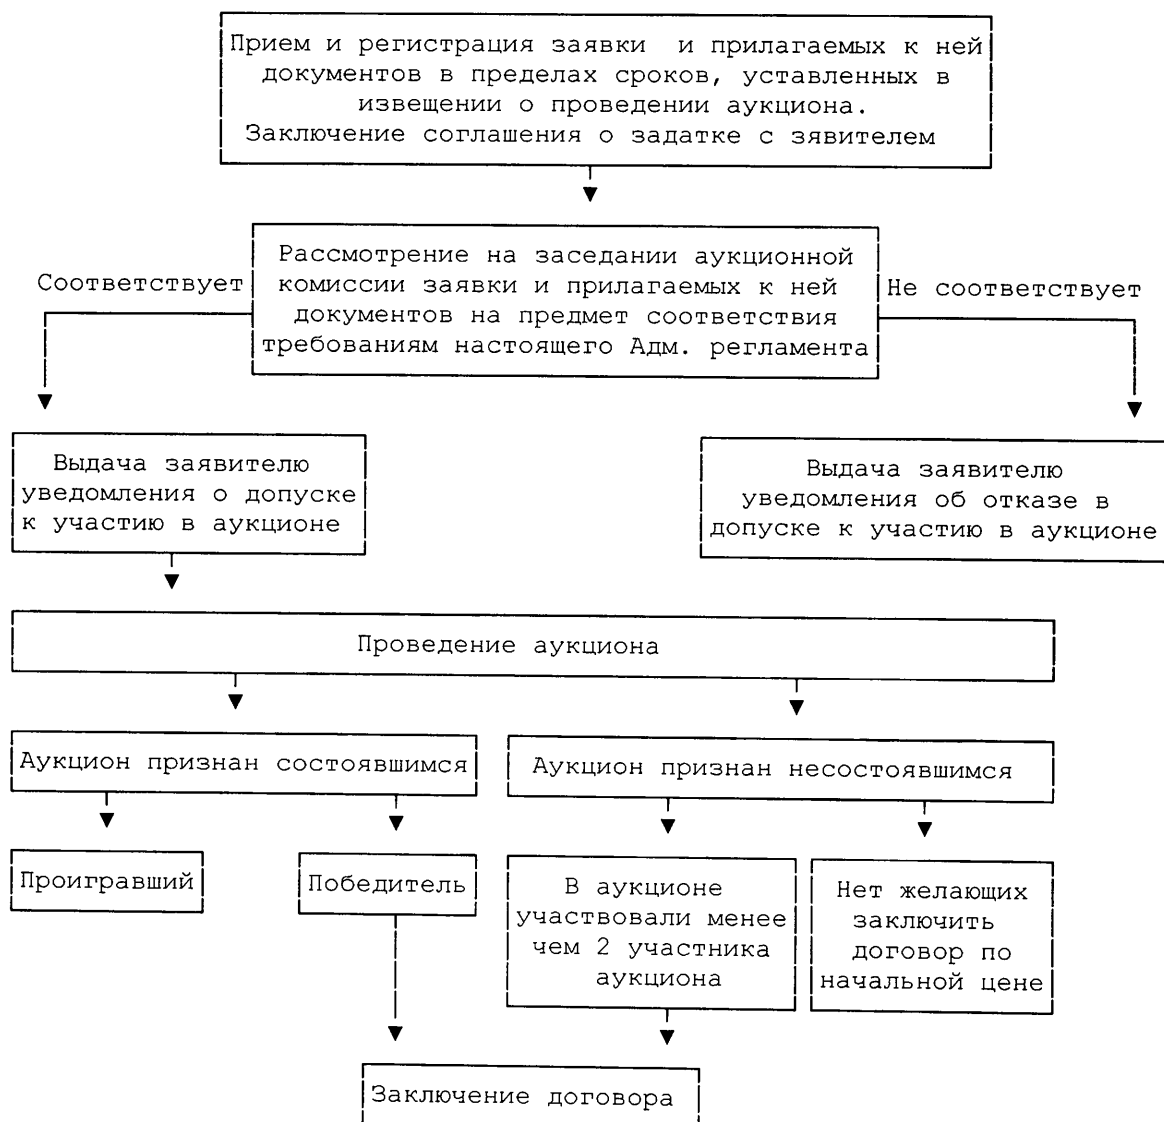 Прием и регистрация заявки и прилагаемых к ней
документов в пределах сроков, уставленных в
извещении о проведении аукциона.
Заключение соглашения о задатке с зявителем
Соответствует
Рассмотрение на заседании аукционной
комиссии заявки и прилагаемых к ней
документов на предмет соответствия
требованиям настоящего Адм. регламента
Не соответствует
Выдача заявителю
уведомления о допуске
к участию в аукционе
Выдача заявителю
уведомления об отказе в
допуске к участию в аукционе
Проведение аукциона
Аукцион признан состоявшимся
Аукцион признан несостоявшимся
Проигравший
Победитель
В аукционе
участвовали менее
чем 2 участника
аукциона
Нет желающих
заключить
договор по
начальной цене
Заключение договора